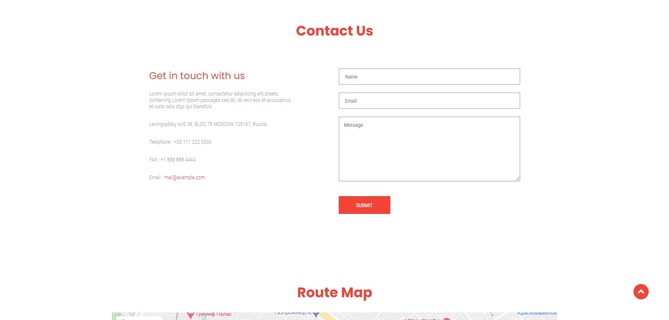 Contact Us
Get in touch with us
Lorem ipsum dolor sit amet, consectetur adipisicing elit,sheets
containing Lorem Ipsum passages sed do. At vero eos et accusamus
et iusto odio digs qui blanditiis
Leningradsky AVE 39, BLDG 79 MOSCOW 125167, Russia
Telephone : +00 111 222 3333
FAX : +1 888 888 4444
Email : mail@example.com
Name
Email
Message
SUBMIT
Route Map